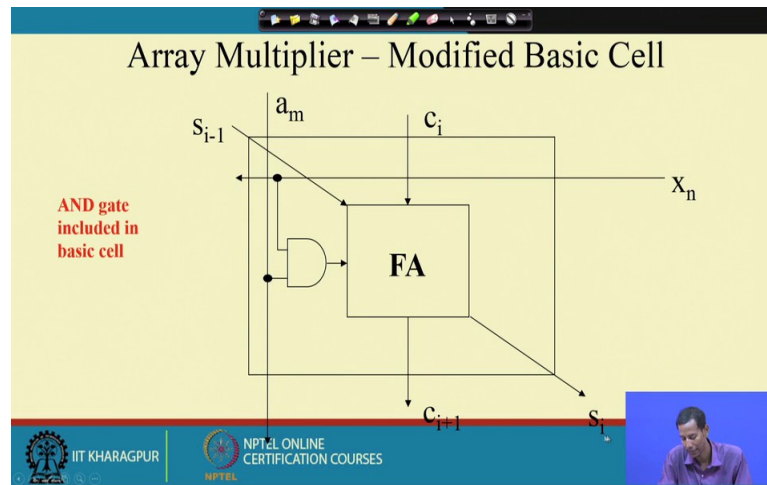 Array Multiplier – Modified Basic Cell
a_m
S_{i-1}
c_i
x_n
AND gate
included in
basic cell
FA
c_{i+1}
s_i
IIT KHARAGPUR
NPTEL
NPTEL ONLINE
CERTIFICATION COURSES